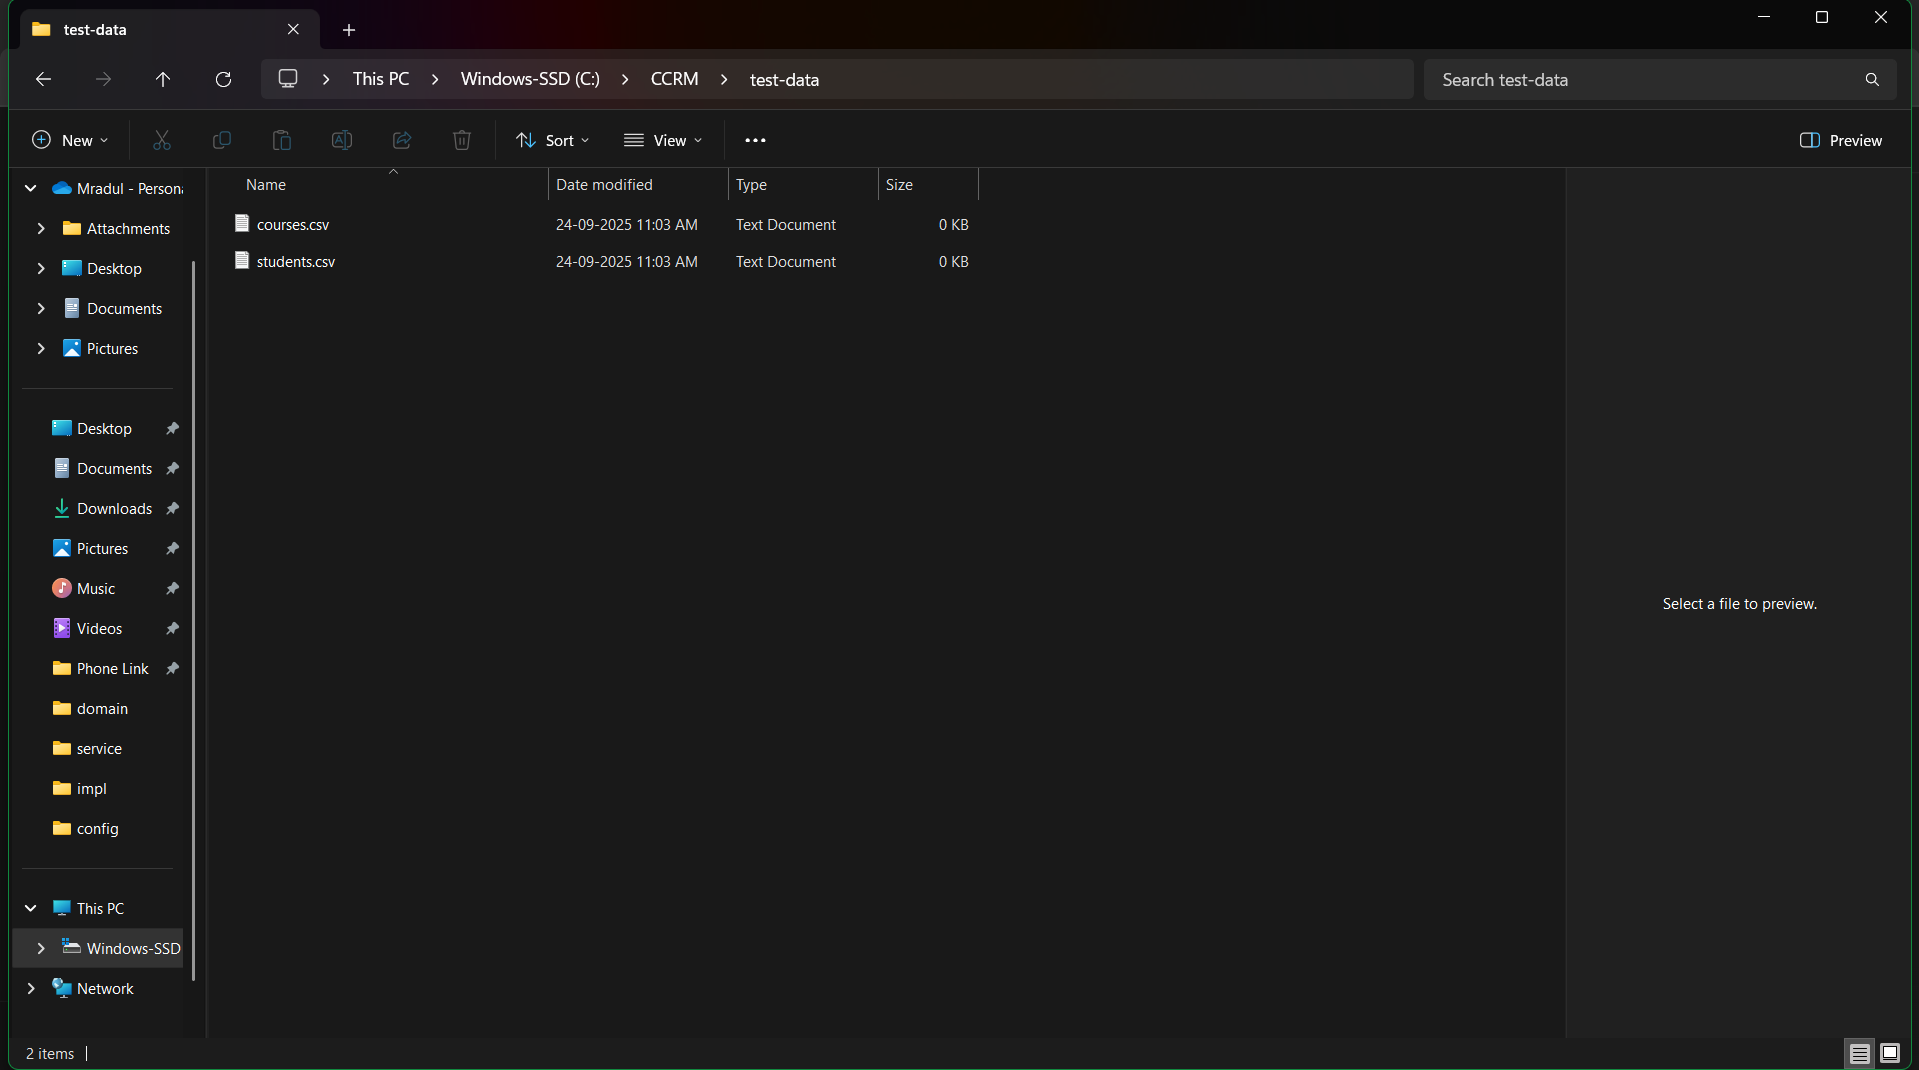 test-data
This PC > Windows-SSD (C:) > CCRM > test-data
Search test-data
New
Sort
View
Preview
Mradul - Persona
Attachments
Desktop
Documents
Pictures
Desktop
Documents
Downloads
Pictures
Music
Videos
Phone Link
domain
service
impl
config
This PC
Windows-SSD
Network
Name Date modified Type Size
courses.csv 24-09-2025 11:03 AM Text Document 0 KB
students.csv 24-09-2025 11:03 AM Text Document 0 KB
Select a file to preview.
2 items